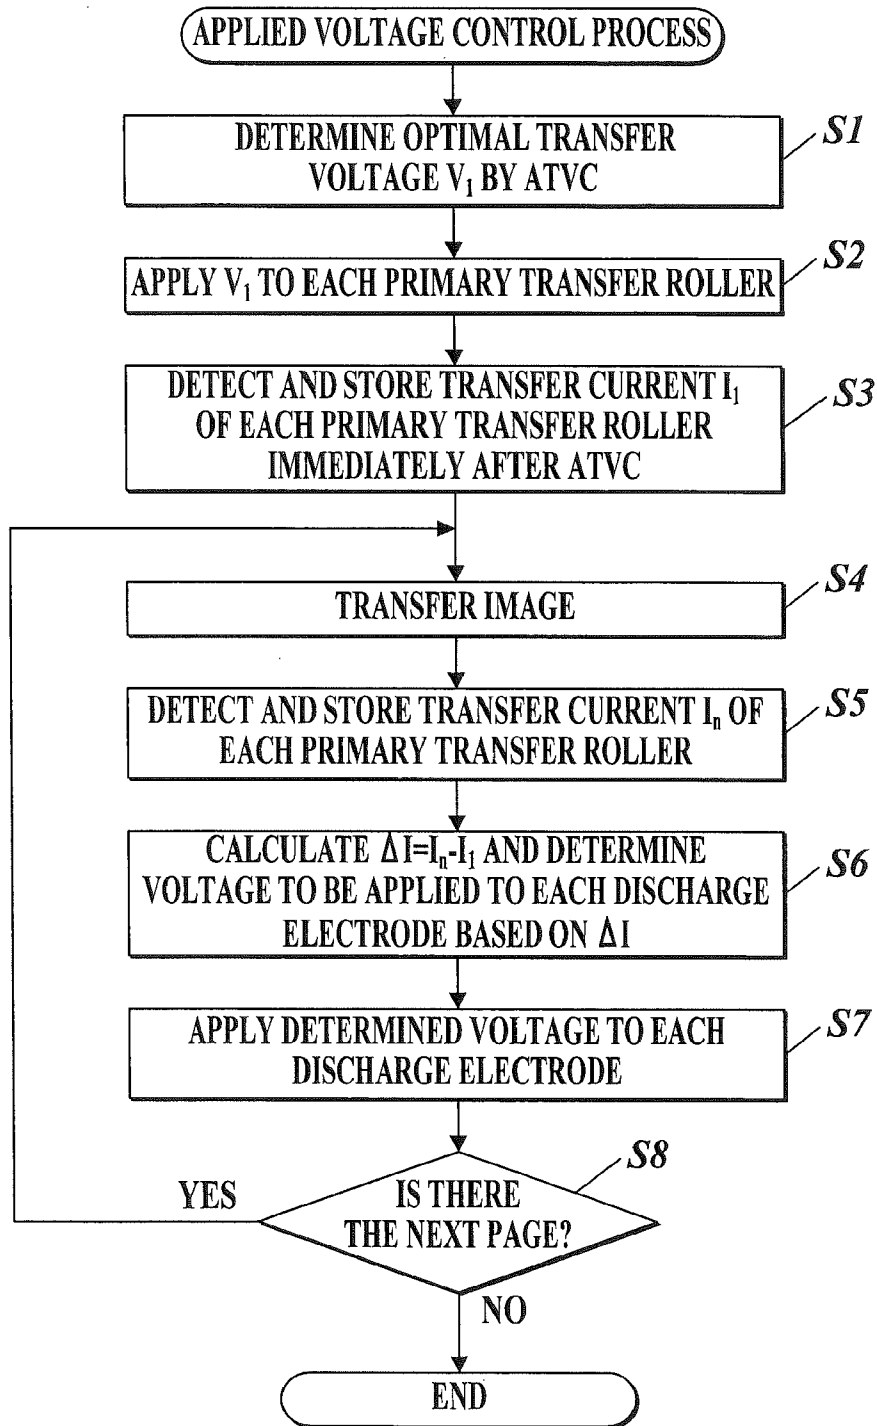 APPLIED VOLTAGE CONTROL PROCESS
DETERMINE OPTIMAL TRANSFER
VOLTAGE V₁ BY ATVC
S1
APPLY V₁ TO EACH PRIMARY TRANSFER ROLLER
S2
DETECT AND STORE TRANSFER CURRENT I₁
OF EACH PRIMARY TRANSFER ROLLER
IMMEDIATELY AFTER ATVC
S3
TRANSFER IMAGE
S4
DETECT AND STORE TRANSFER CURRENT Iₙ OF
EACH PRIMARY TRANSFER ROLLER
S5
CALCULATE ΔI=Iₙ-I₁ AND DETERMINE
VOLTAGE TO BE APPLIED TO EACH DISCHARGE
ELECTRODE BASED ON ΔI
S6
APPLY DETERMINED VOLTAGE TO EACH
DISCHARGE ELECTRODE
S7
S8
YES
IS THERE
THE NEXT PAGE?
NO
END